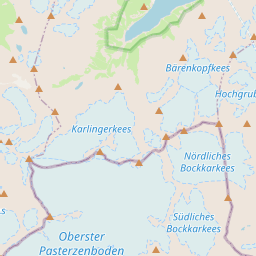 Bärenkopfkees
Hochgrub
Karlingerkees
Nördliches
Bockkarkees
s
Südliches
Bockkarkees
Oberster
Pasterzenboden